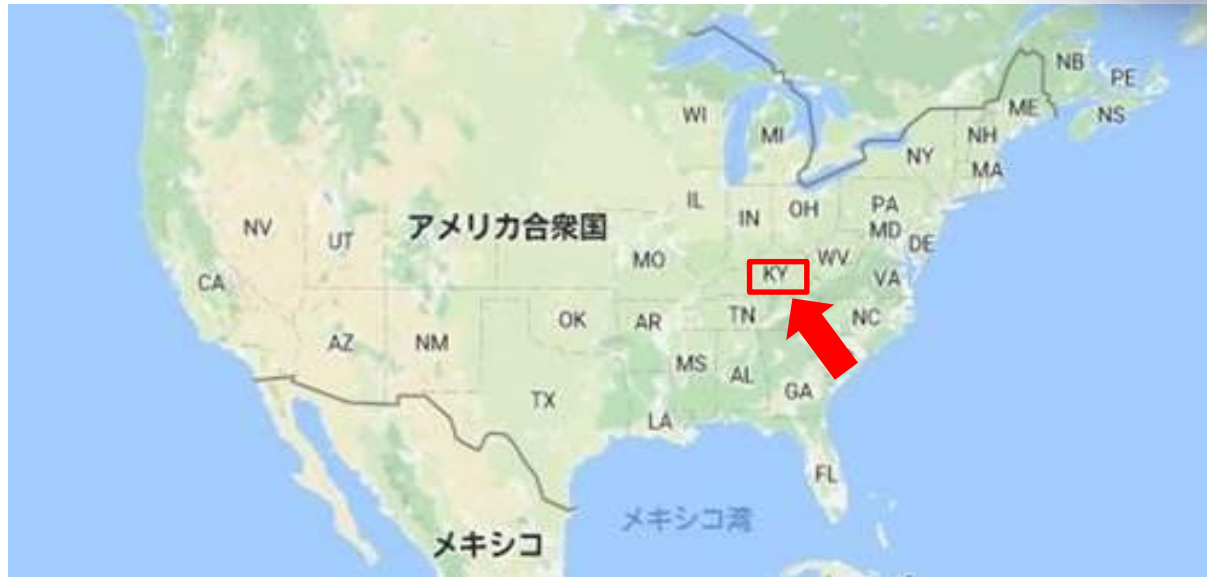 NB
PE
ME
NS
WI
MI
NH
NY
MA
IL
IN
OH
PA
MD
DE
NV
UT
アメリカ合衆国
MO
KY
WV
VA
CA
OK
AR
TN
NC
AZ
NM
MS
AL
GA
TX
LA
FL
メキシコ湾
メキシコ